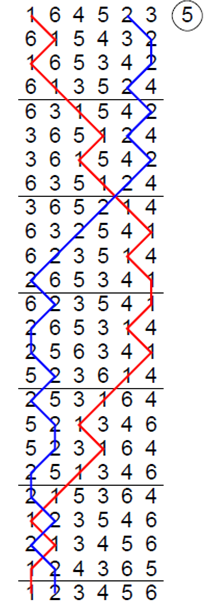 1 6 4 5 2 3 5
6 1 5 4 3 2
1 6 5 3 4 2
6 1 3 5 2 4
6 3 1 5 4 2
3 6 5 1 2 4
3 6 1 5 4 2
6 3 5 1 2 4
3 6 5 2 1 4
6 3 2 5 4 1
6 2 3 5 1 4
2 6 5 3 4 1
6 2 3 5 4 1
2 6 5 3 1 4
2 5 6 3 4 1
5 2 3 6 1 4
2 5 3 1 6 4
5 2 1 3 4 6
5 2 3 1 6 4
2 5 1 3 4 6
2 1 5 3 6 4
1 2 3 5 4 6
2 1 3 4 5 6
1 2 4 3 6 5
1 2 3 4 5 6